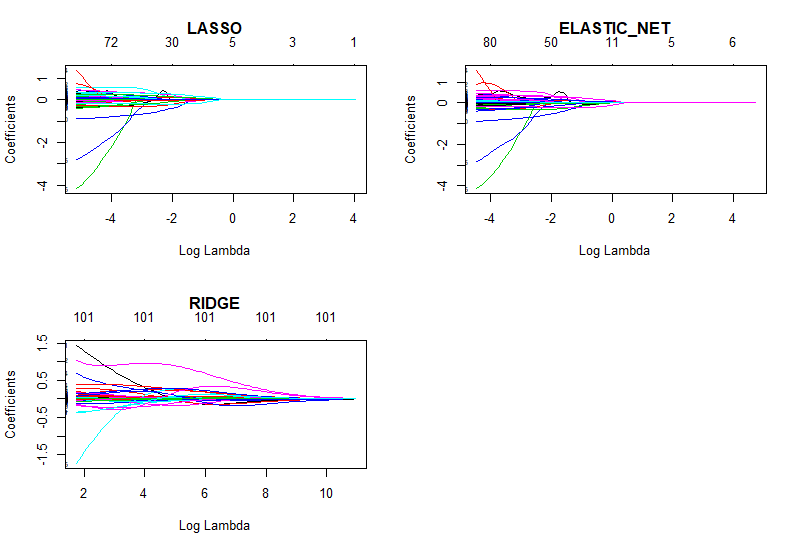 LASSO
72 30 5 3 1
Coefficients
1
0
-2
-4
-4 -2 0 2 4
Log Lambda
ELASTIC_NET
80 50 11 5 6
Coefficients
1
0
-2
-4
-4 -2 0 2 4
Log Lambda
RIDGE
101 101 101 101 101
Coefficients
1.5
0.5
-0.5
-1.5
2 4 6 8 10
Log Lambda